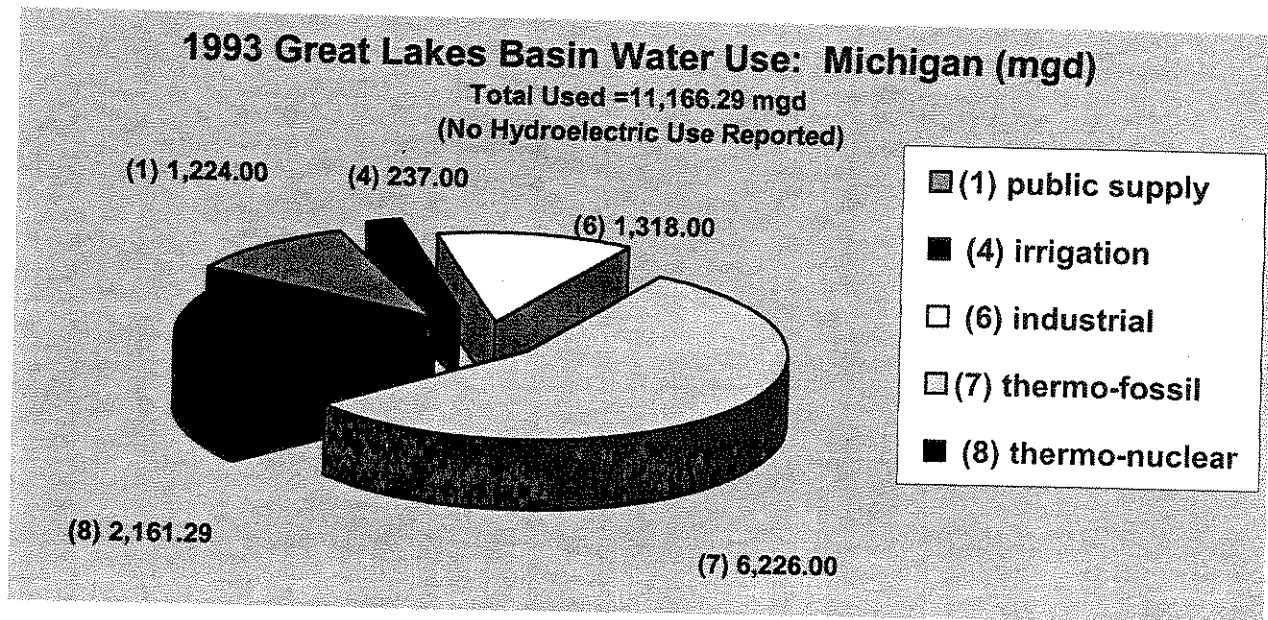 1993 Great Lakes Basin Water Use: Michigan (mgd)
Total Used =11,166.29 mgd
(No Hydroelectric Use Reported)
(1) 1,224.00
(4) 237.00
(6) 1,318.00
(8) 2,161.29
(7) 6,226.00
(1) public supply
(4) irrigation
(6) industrial
(7) thermo-fossil
(8) thermo-nuclear